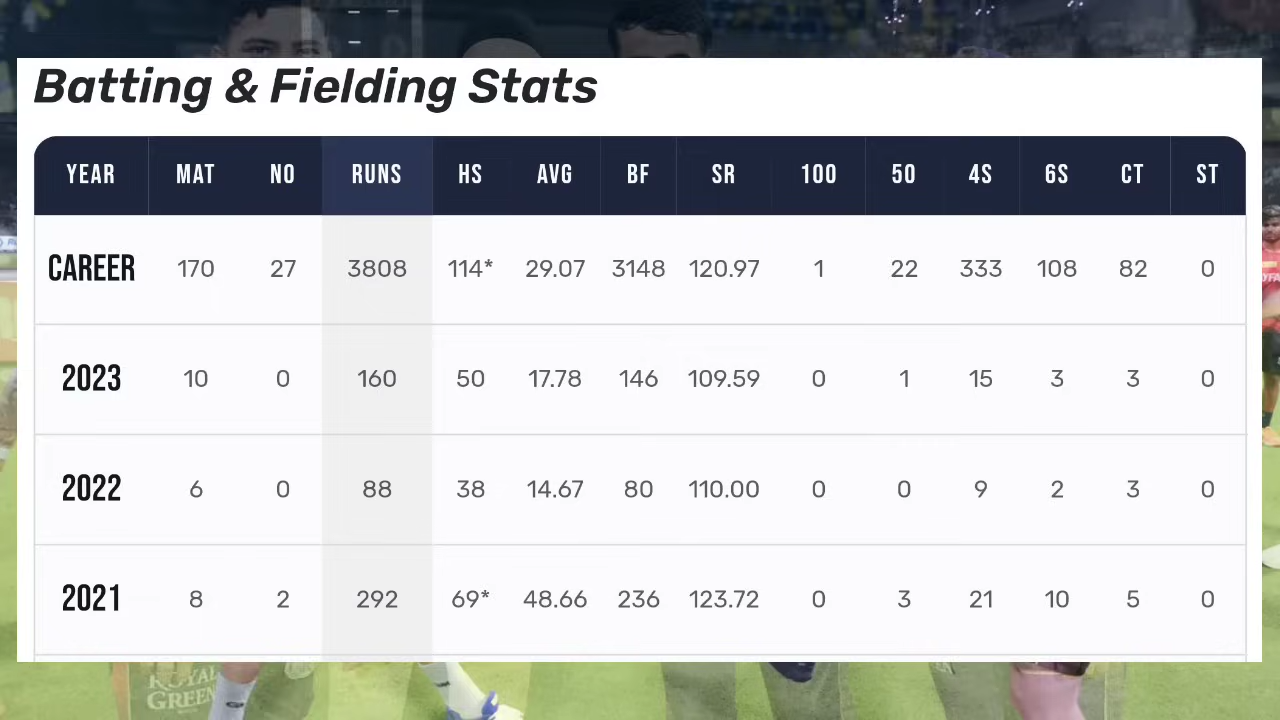 Batting & Fielding Stats
YEAR MAT NO RUNS HS AVG BF SR 100 50 4S 6S CT ST
CAREER 170 27 3808 114* 29.07 3148 120.97 1 22 333 108 82 0
2023 10 0 160 50 17.78 146 109.59 0 1 15 3 3 0
2022 6 0 88 38 14.67 80 110.00 0 0 9 2 3 0
2021 8 2 292 69* 48.66 236 123.72 0 3 21 10 5 0
ROYAL
GREEN